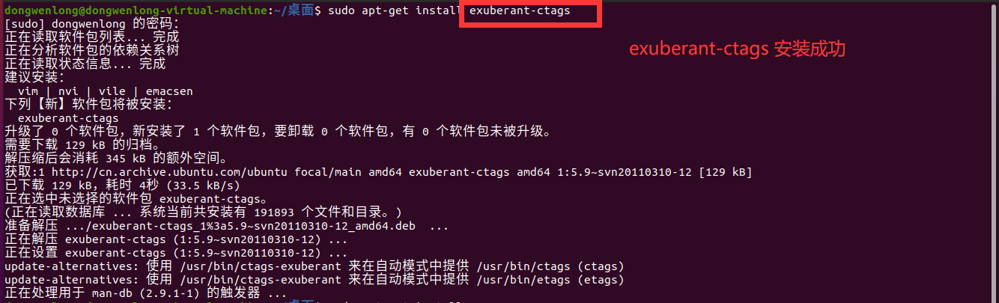 dongwenlong@dongwenlong-virtual-machine:~/桌面$ sudo apt-get install exuberant-ctags
[sudo] dongwenlong 的密码：
正在读取软件包列表... 完成
exuberant-ctags 安装成功
正在分析软件包的依赖关系树
正在读取状态信息... 完成
建议安装：
vim | nvi | vile | emacsen
下列【新】软件包将被安装：
exuberant-ctags
升级了 0 个软件包，新安装了 1 个软件包，要卸载 0 个软件包，有 0 个软件包未被升级。
需要下载 129 kB 的归档。
解压缩后会消耗 345 kB 的额外空间。
获取:1 http://cn.archive.ubuntu.com/ubuntu focal/main amd64 exuberant-ctags amd64 1:5.9~svn20110310-12 [129 kB]
已下载 129 kB，耗时 4秒 (33.5 kB/s)
正在选中未选择的软件包 exuberant-ctags。
(正在读取数据库 ... 系统当前共安装有 191893 个文件和目录。)
准备解压 .../exuberant-ctags_1%3a5.9~svn20110310-12_amd64.deb  ...
正在解压 exuberant-ctags (1:5.9~svn20110310-12) ...
正在设置 exuberant-ctags (1:5.9~svn20110310-12) ...
update-alternatives: 使用 /usr/bin/ctags-exuberant 来在自动模式中提供 /usr/bin/ctags (ctags)
update-alternatives: 使用 /usr/bin/ctags-exuberant 来在自动模式中提供 /usr/bin/etags (etags)
正在处理用于 man-db (2.9.1-1) 的触发器 ...